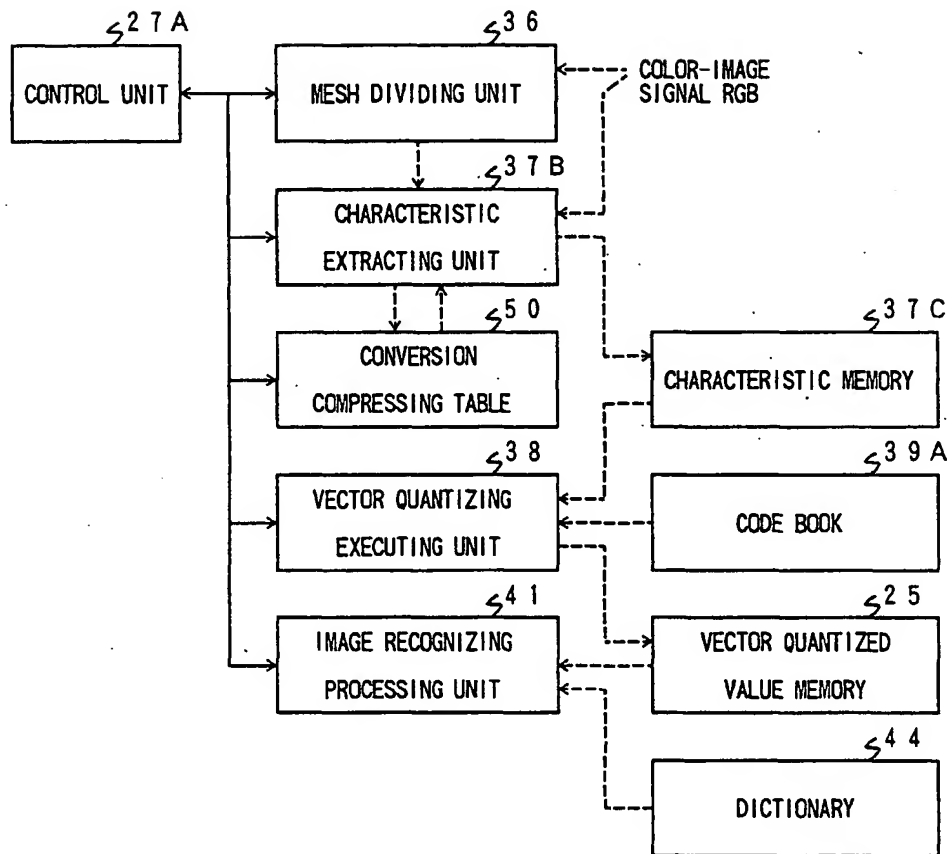 27A
CONTROL UNIT
36
MESH DIVIDING UNIT
COLOR-IMAGE
SIGNAL RGB
37B
CHARACTERISTIC
EXTRACTING UNIT
50
CONVERSION
COMPRESSING TABLE
37C
CHARACTERISTIC MEMORY
38
VECTOR QUANTIZING
EXECUTING UNIT
39A
CODE BOOK
41
IMAGE RECOGNIZING
PROCESSING UNIT
25
VECTOR QUANTIZED
VALUE MEMORY
44
DICTIONARY